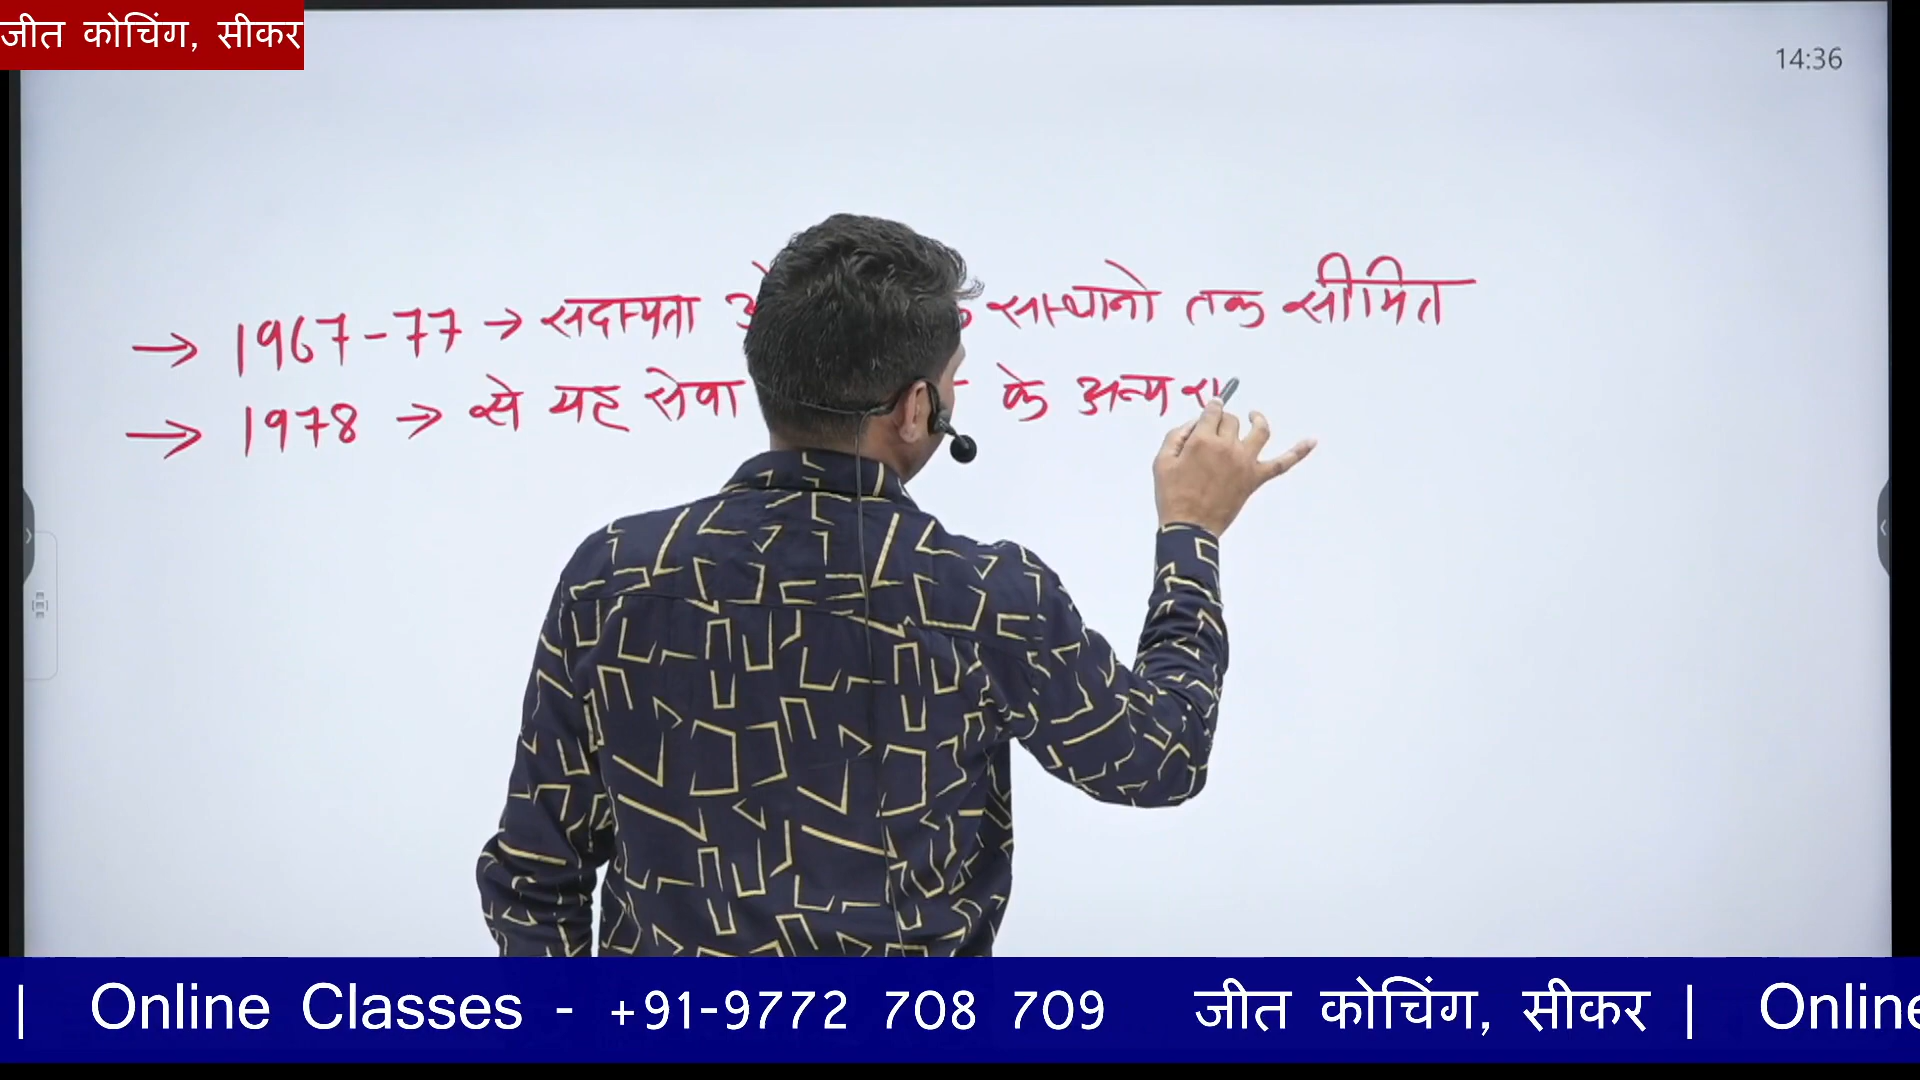 जीत कोचिंग, सीकर
14:36
→ 1967-77 → सदस्यता तक सीमित
→ 1978 → से यह सेवा के अन्य
| Online Classes - +91-9772 708 709 जीत कोचिंग, सीकर | Online